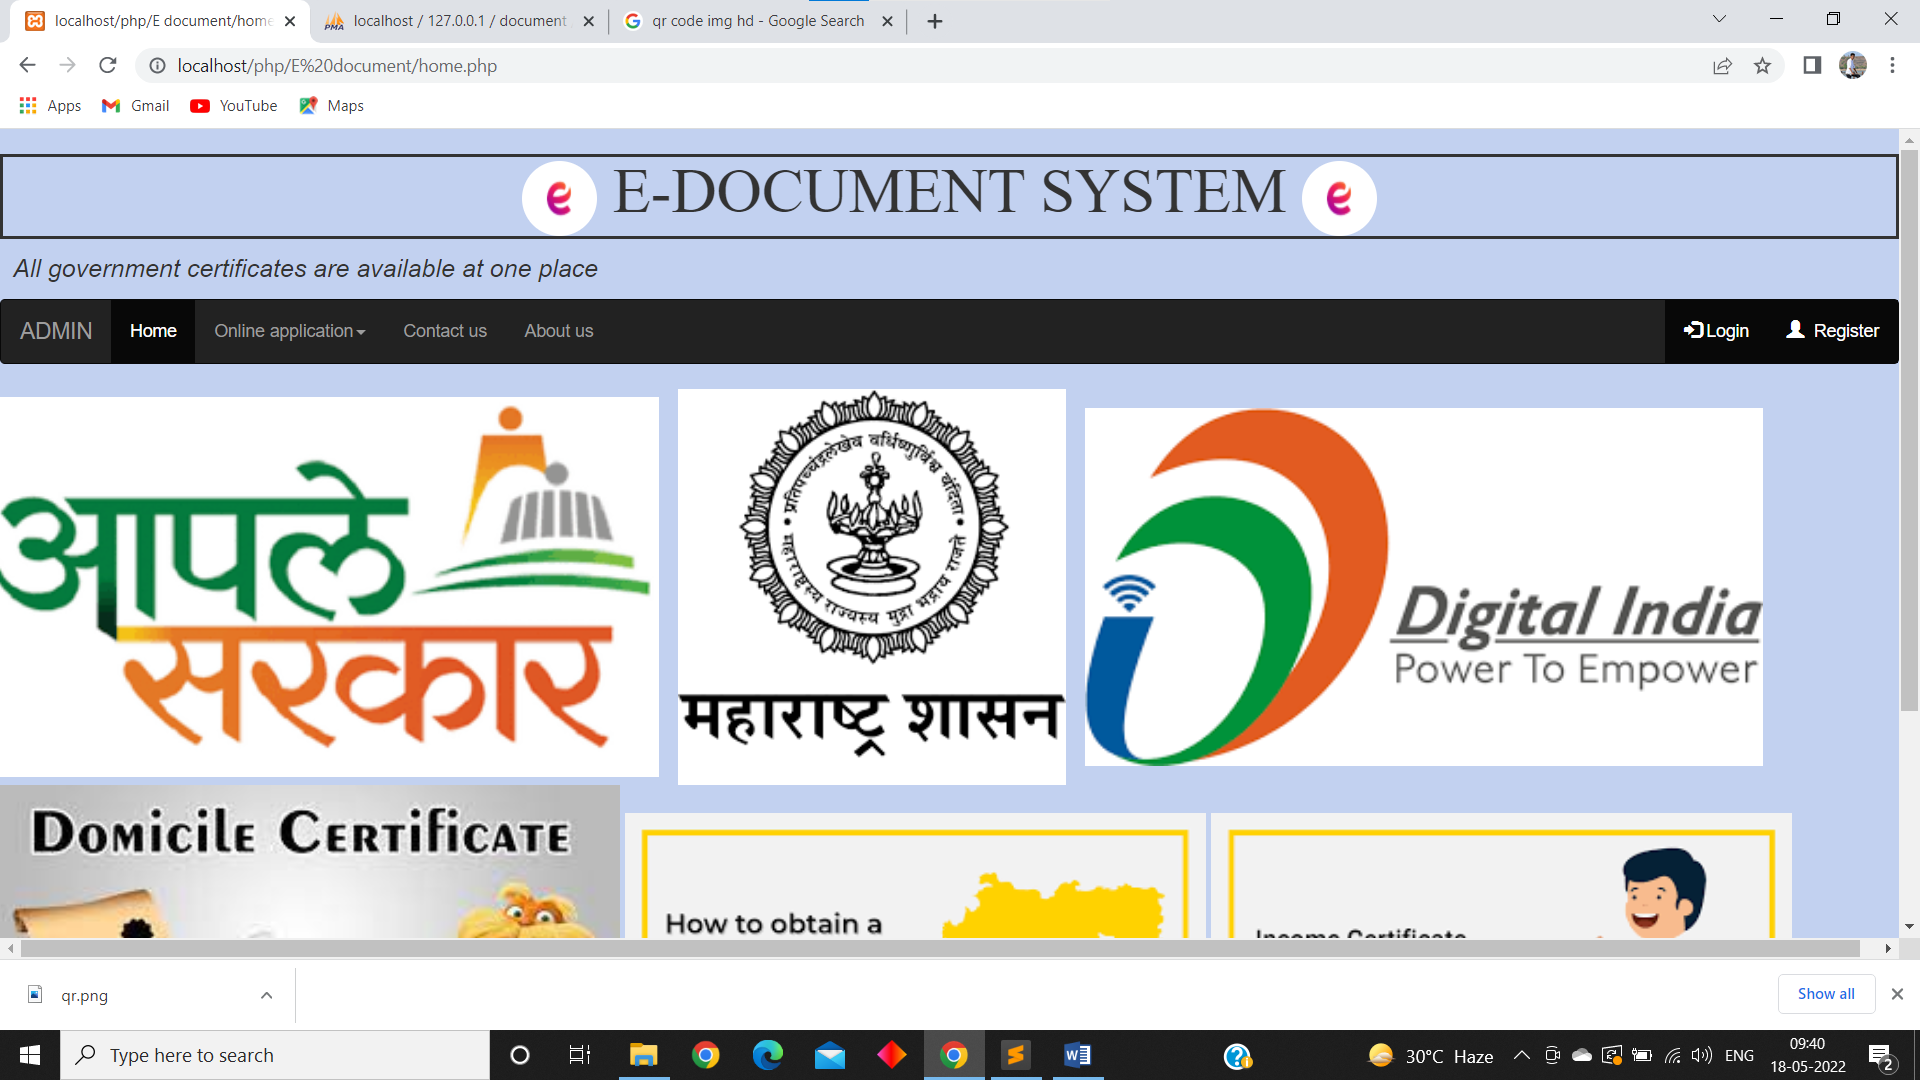 localhost/php/E document/home
localhost / 127.0.0.1 / document
qr code img hd - Google Search
localhost/php/E%20document/home.php
Apps
Gmail
YouTube
Maps
E-DOCUMENT SYSTEM
All government certificates are available at one place
ADMIN
Home
Online application
Contact us
About us
Login
Register
आपले
सरकार
प्रतिपच्चंद्रलेखेव वर्धिष्णुर्विश्व वंदिता
महाराष्ट्रस्य राज्यस्य मुद्रा भद्राय राजते
महाराष्ट्र शासन
Digital India
Power To Empower
Domicile Certificate
How to obtain a
Income Certificate
qr.png
Show all
Type here to search
30°C Haze
ENG
09:40
18-05-2022
2